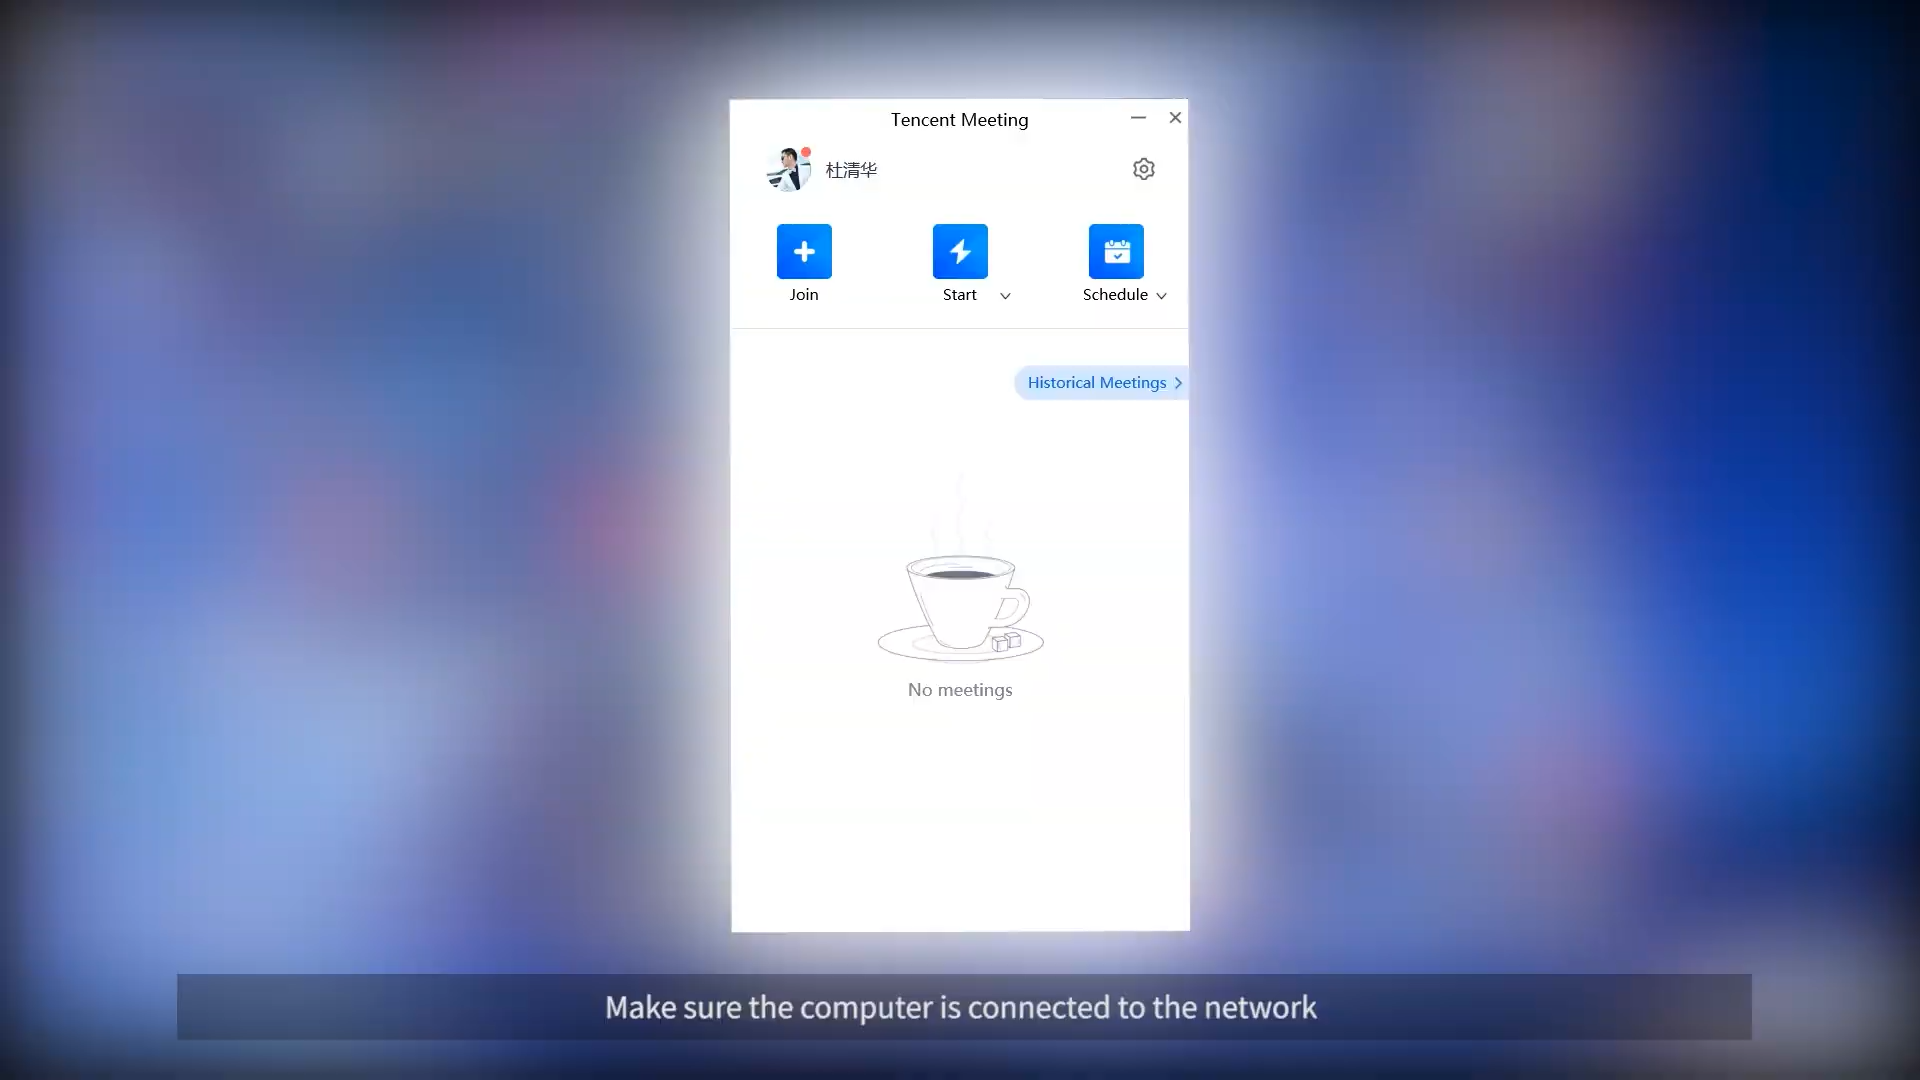 Tencent Meeting
杜清华
Join
Start
Schedule
Historical Meetings
No meetings
Make sure the computer is connected to the network